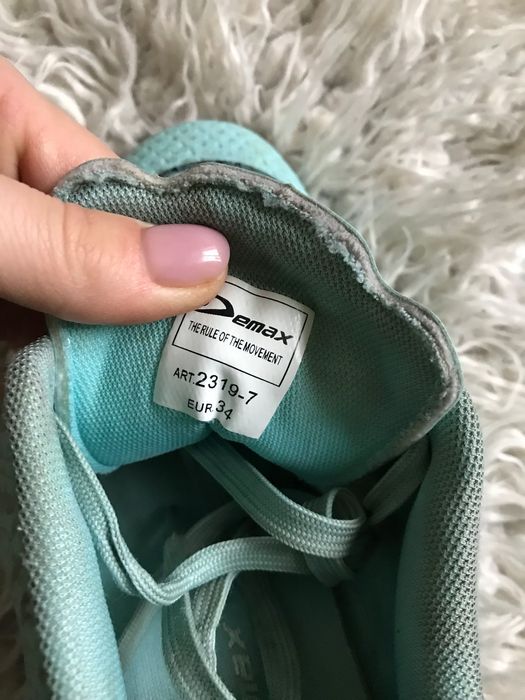 Demax
THE RULE OF THE MOVEMENT
ART.2319-7
EUR.34